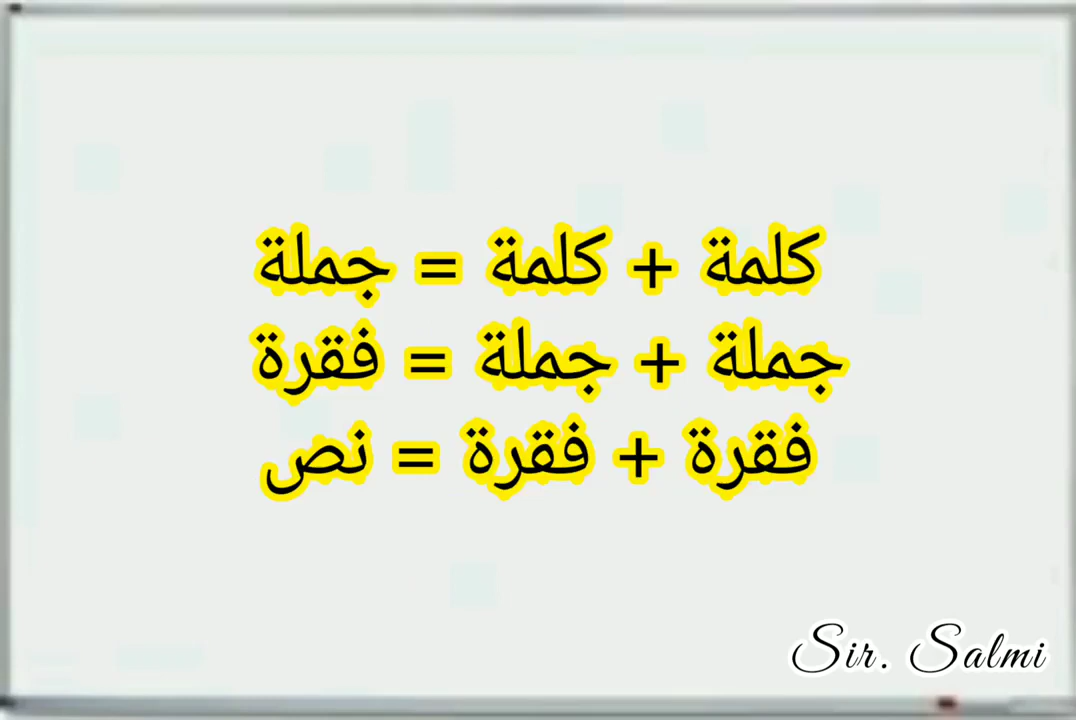 كلمة + كلمة = جملة
جملة + جملة = فقرة
فقرة + فقرة = نص
Sir. Salmi